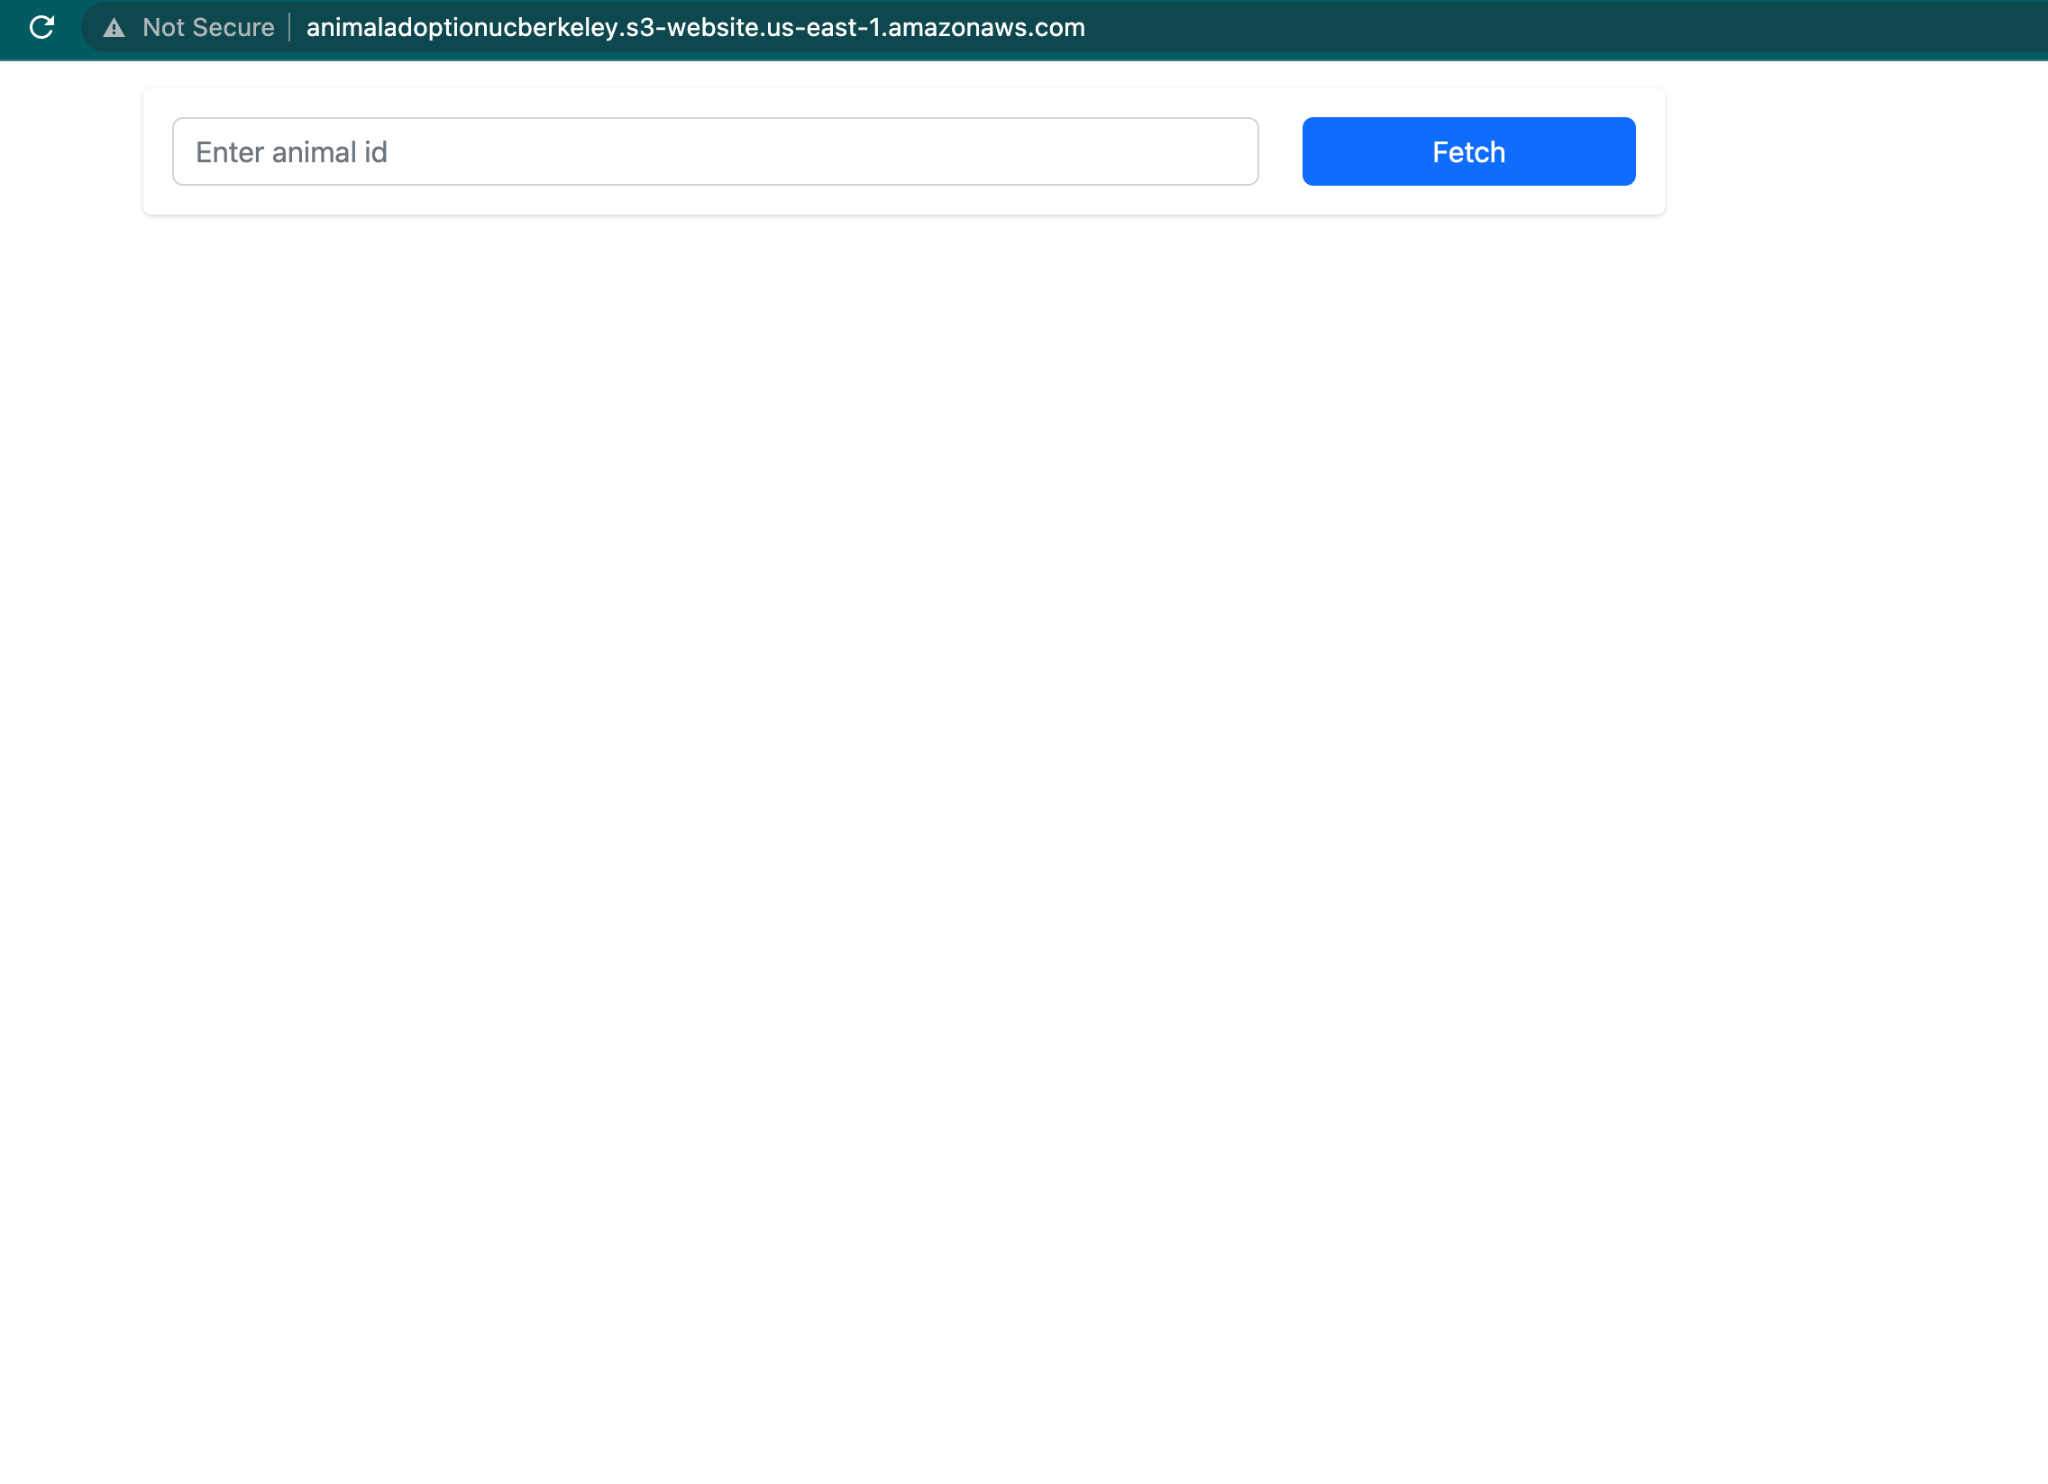 Not Secure animaladoptionucberkeley.s3-website.us-east-1.amazonaws.com
Enter animal id Fetch